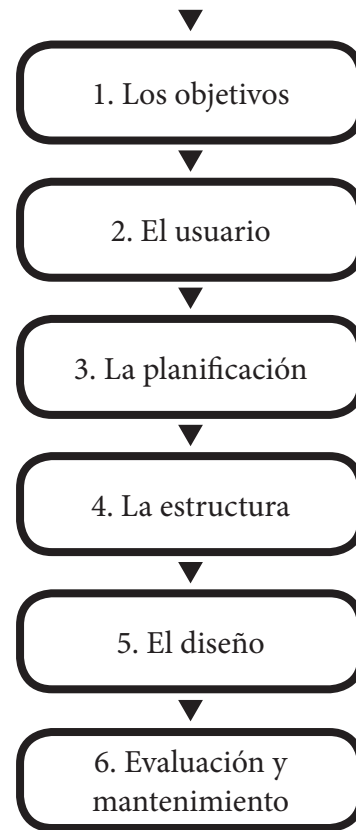 1. Los objetivos
2. El usuario
3. La planificación
4. La estructura
5. El diseño
6. Evaluación y
mantenimiento